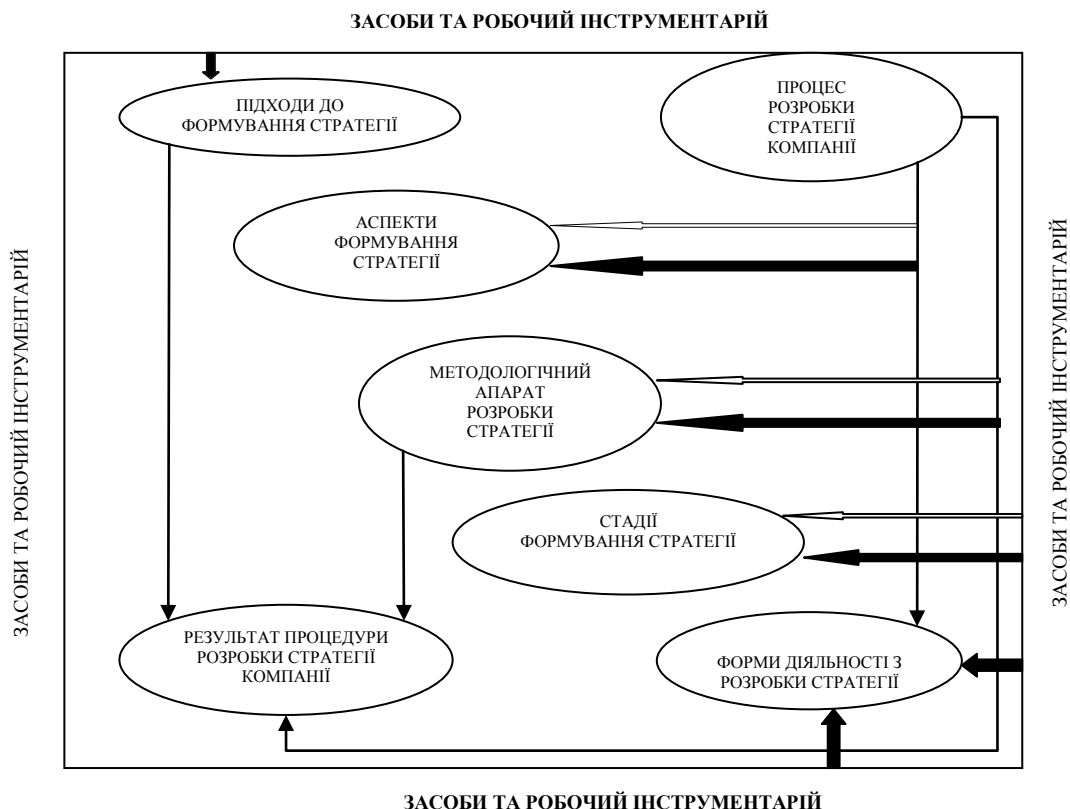 ЗАСОБИ ТА РОБОЧИЙ ІНСТРУМЕНТАРІЙ
ПІДХОДИ ДО
ФОРМУВАННЯ СТРАТЕГІЇ
ПРОЦЕС
РОЗРОБКИ
СТРАТЕГІЇ
КОМПАНІЇ
АСПЕКТИ
ФОРМУВАННЯ
СТРАТЕГІЇ
ЗАСОБИ ТА РОБОЧИЙ ІНСТРУМЕНТАРІЙ
ЗАСОБИ ТА РОБОЧИЙ ІНСТРУМЕНТАРІЙ
МЕТОДОЛОГІЧНИЙ
АПАРАТ
РОЗРОБКИ
СТРАТЕГІЇ
СТАДІЇ
ФОРМУВАННЯ СТРАТЕГІЇ
РЕЗУЛЬТАТ ПРОЦЕДУРИ
РОЗРОБКИ СТРАТЕГІЇ
КОМПАНІЇ
ФОРМИ ДІЯЛЬНОСТІ З
РОЗРОБКИ СТРАТЕГІЇ
ЗАСОБИ ТА РОБОЧИЙ ІНСТРУМЕНТАРІЙ